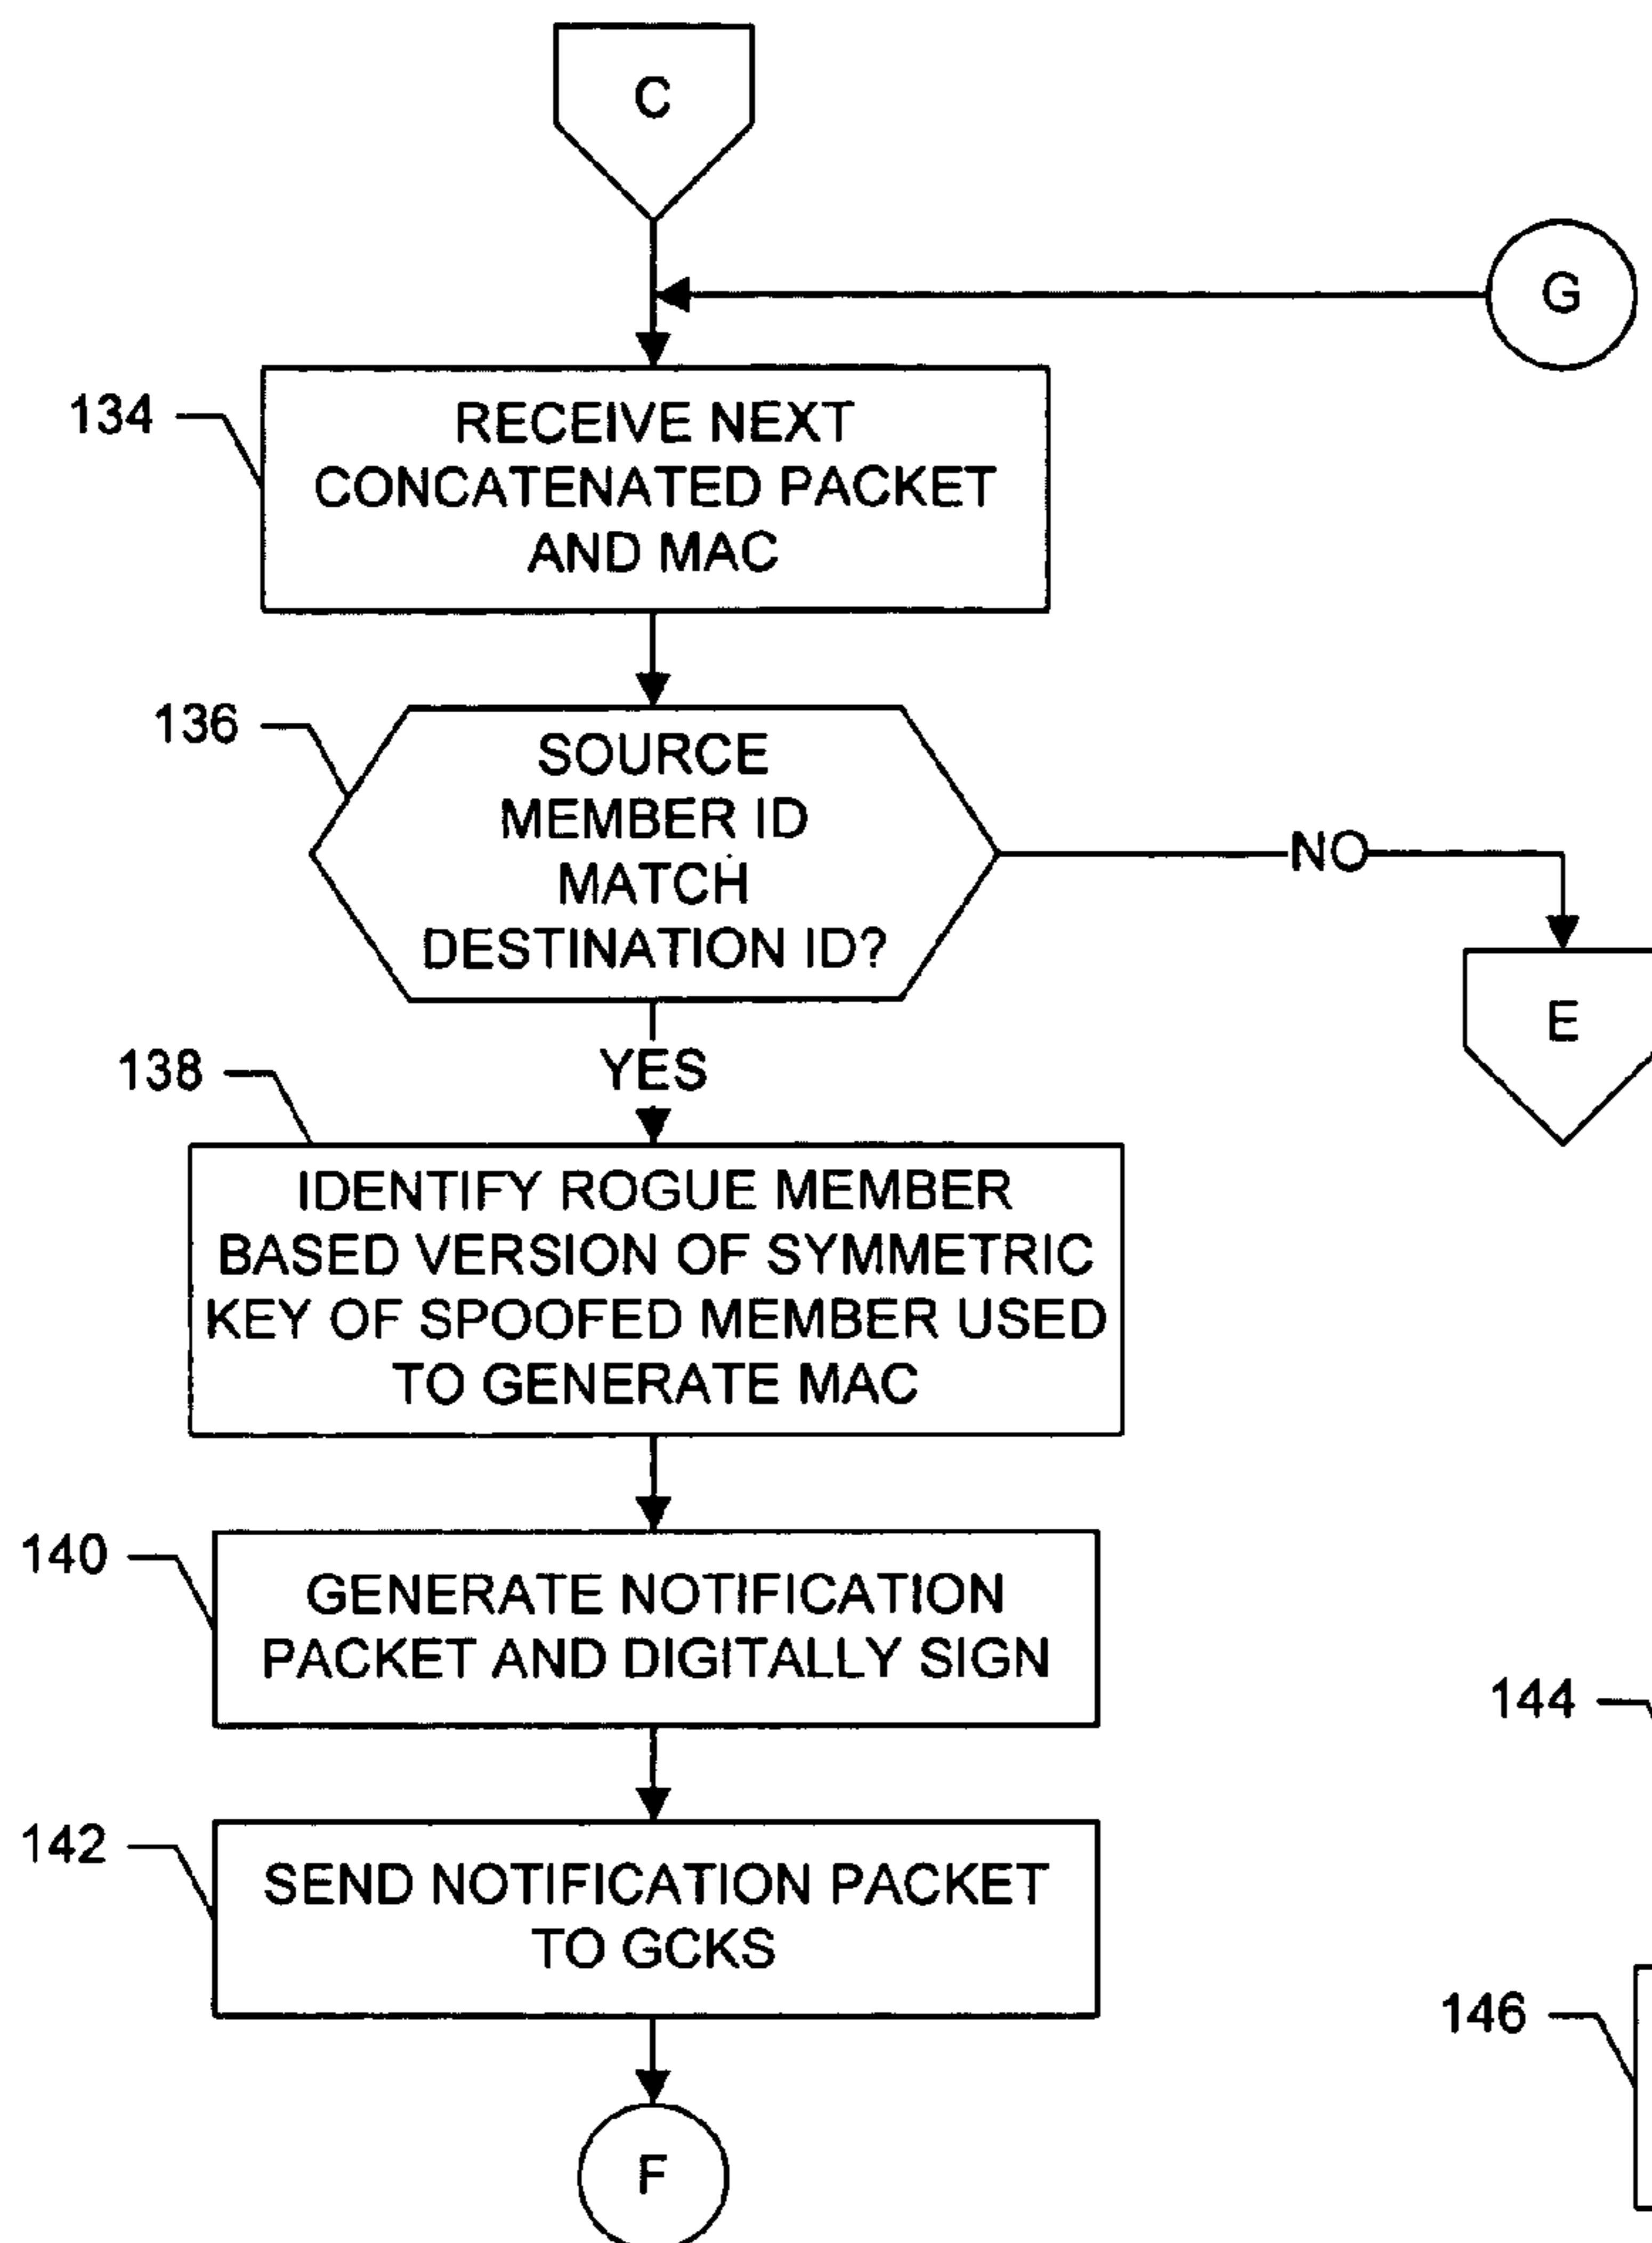 C
G
134
RECEIVE NEXT
CONCATENATED PACKET
AND MAC
136
SOURCE
MEMBER ID
MATCH
DESTINATION ID?
NO
E
YES
138
IDENTIFY ROGUE MEMBER
BASED VERSION OF SYMMETRIC
KEY OF SPOOFED MEMBER USED
TO GENERATE MAC
140
GENERATE NOTIFICATION
PACKET AND DIGITALLY SIGN
144
142
SEND NOTIFICATION PACKET
TO GCKS
146
F